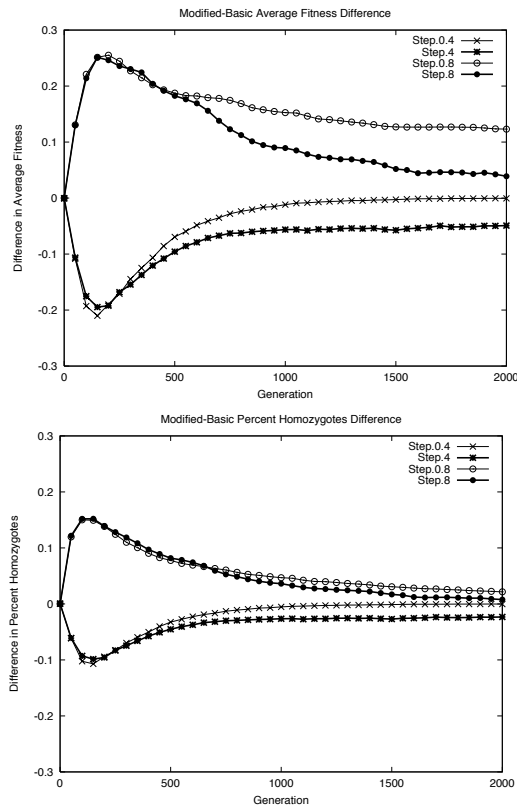 Modified-Basic Average Fitness Difference
0.3
0.2
0.1
0
-0.1
-0.2
-0.3
Difference in Average Fitness
Step.0.4
Step.4
Step.0.8
Step.8
0
500
1000
1500
2000
Generation
Modified-Basic Percent Homozygotes Difference
0.3
0.2
0.1
0
-0.1
-0.2
-0.3
Difference in Percent Homozygotes
Step.0.4
Step.4
Step.0.8
Step.8
0
500
1000
1500
2000
Generation